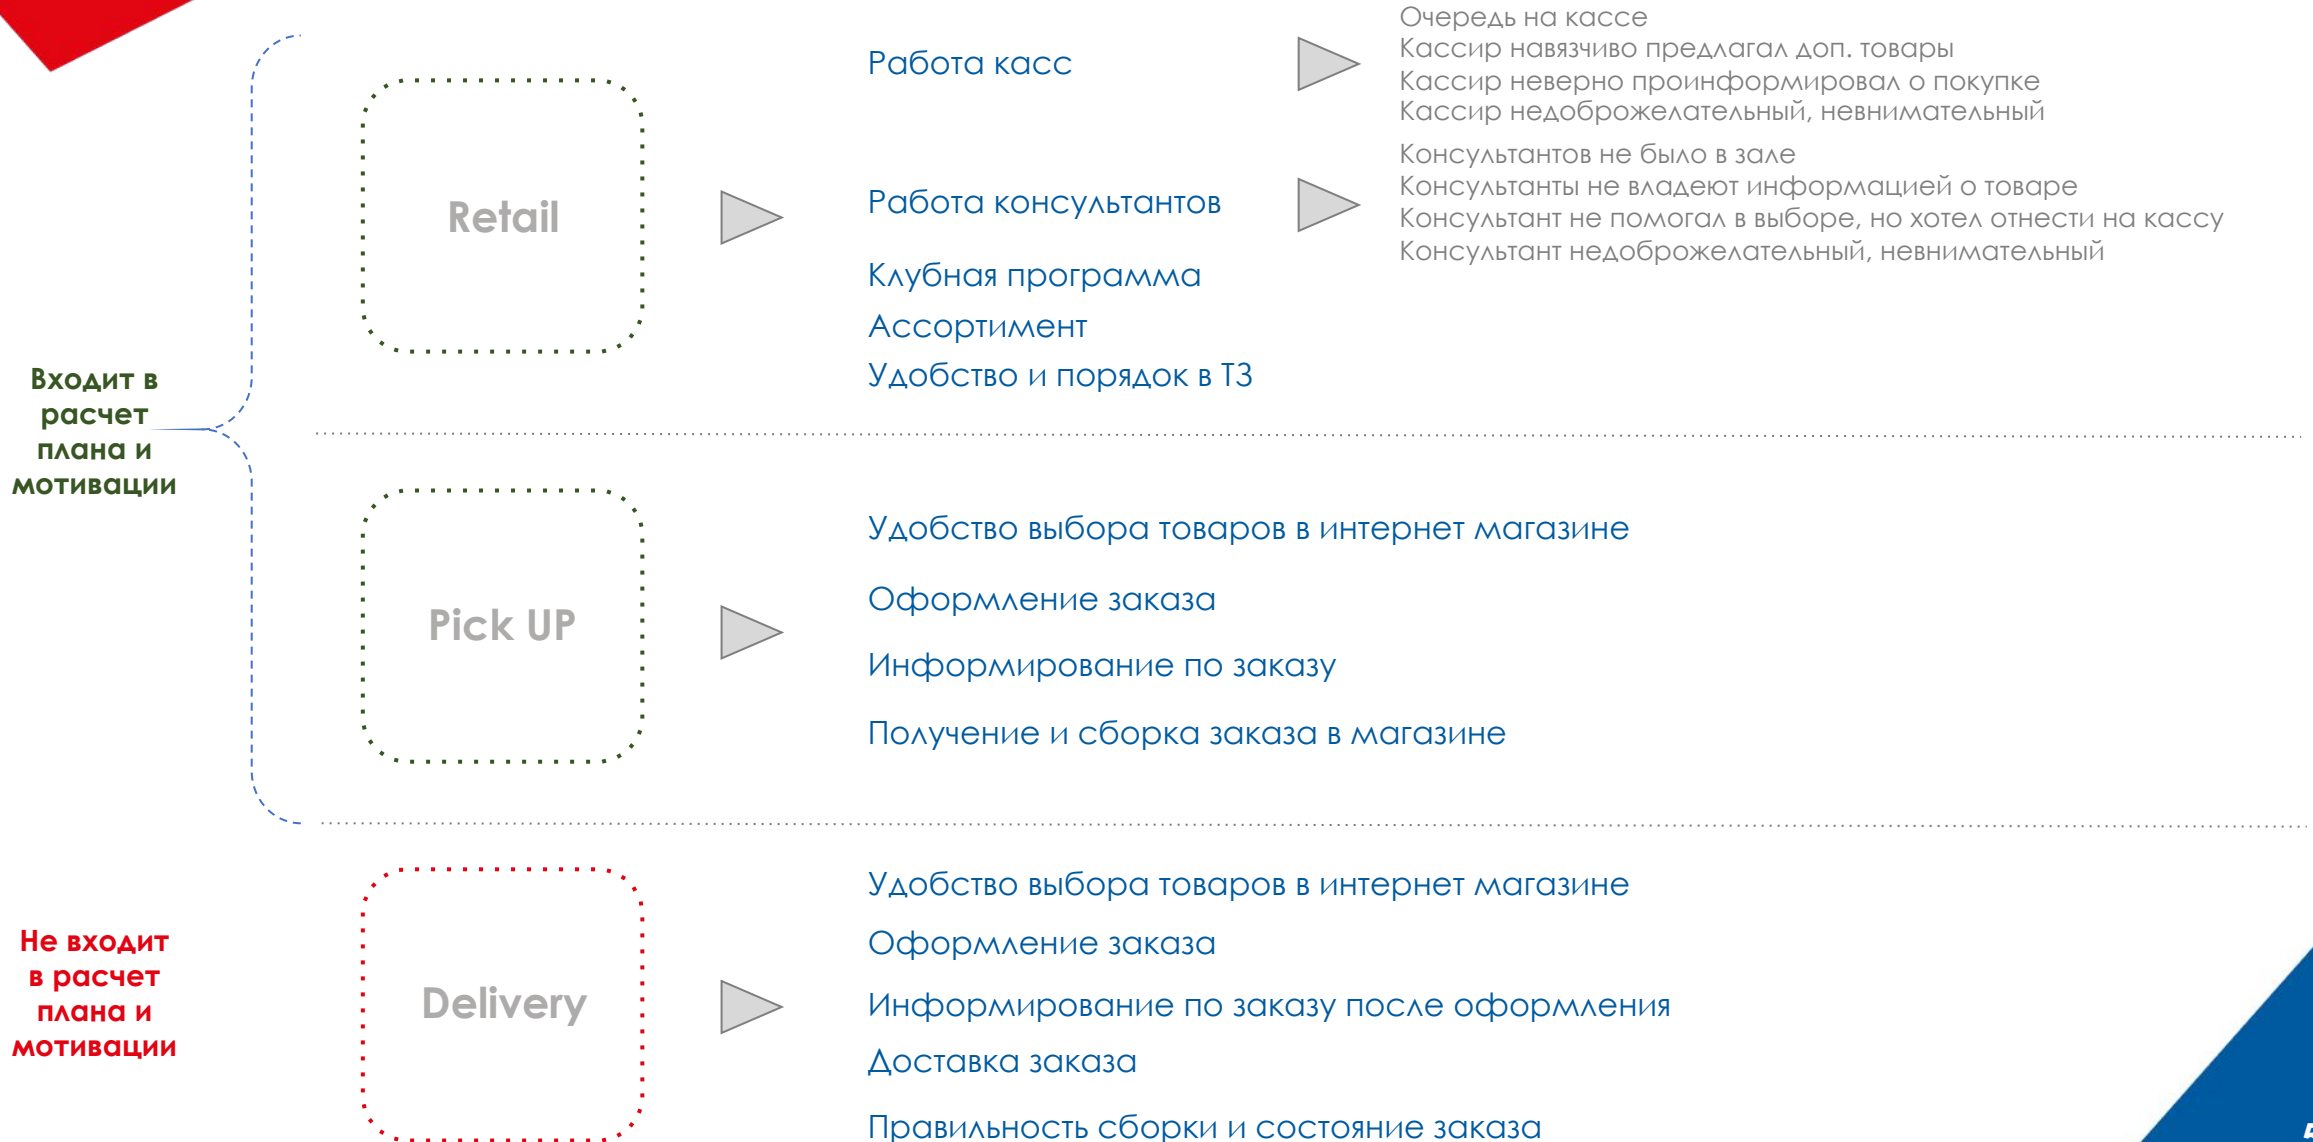 Очередь на кассе
Работа касс
Кассир навязчиво предлагал доп. товары
Кассир неверно проинформировал о покупке
Кассир недоброжелательный, невнимательный
Консультантов не было в зале
Retail
Работа консультантов
Консультанты не владеют информацией о товаре
Консультант не помогал в выборе, но хотел отнести на кассу
Консультант недоброжелательный, невнимательный
Клубная программа
Ассортимент
Удобство и порядок в ТЗ
Входит в
расчет
плана и
мотивации
Удобство выбора товаров в интернет магазине
Оформление заказа
Pick UP
Информирование по заказу
Получение и сборка заказа в магазине
Удобство выбора товаров в интернет магазине
Не входит
в расчет
плана и
мотивации
Оформление заказа
Delivery
Информирование по заказу после оформления
Доставка заказа
Правильность сборки и состояние заказа